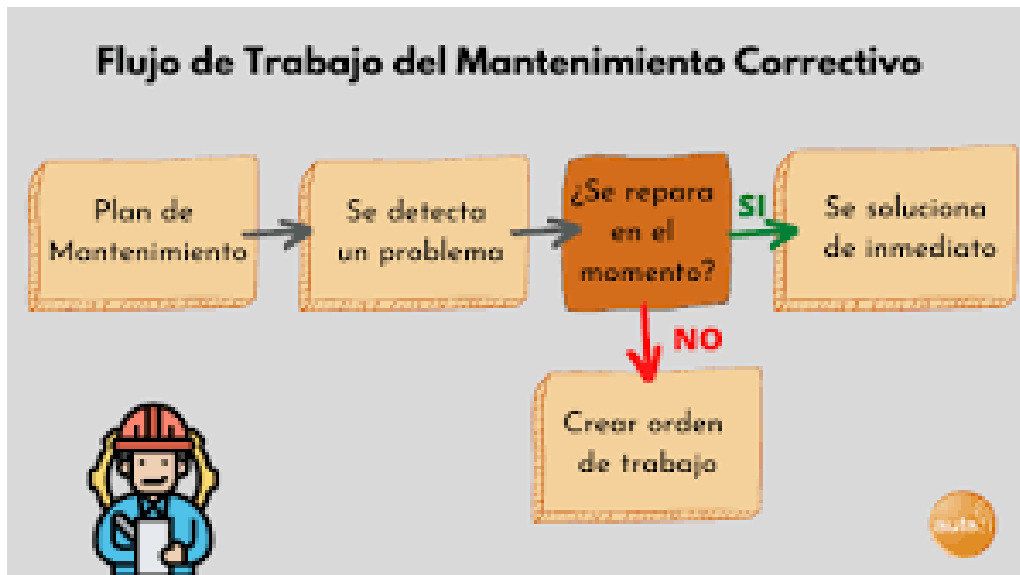 Flujo de Trabajo del Mantenimiento Correctivo
Plan de
Mantenimiento
Se detecta
un problema
¿Se repara
en el
momento?
SI
Se soluciona
de inmediato
NO
Crear orden
de trabajo